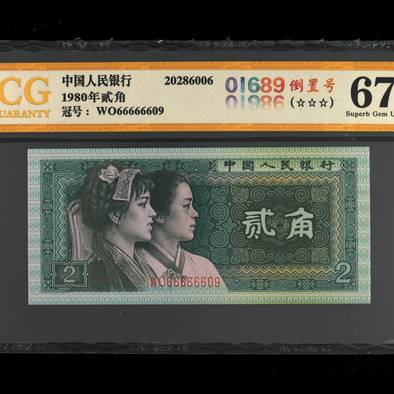 CG
UARANTY
中国人民银行
1980年贰角
冠号：WO66666609
20286006
01689
01986
倒置号
(☆☆☆)
67
Superb Gem U
中国人民银行
贰角
2
WO66666609
2